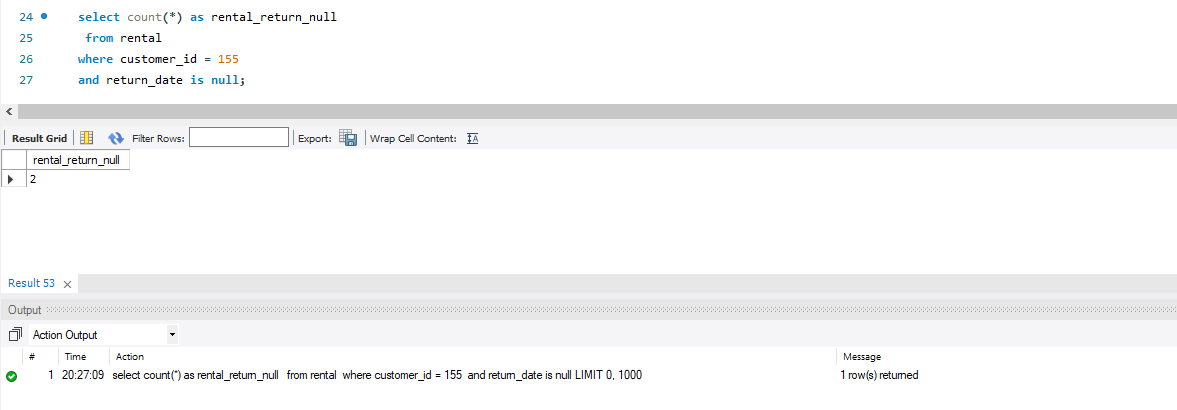 24 select count(*) as rental_return_null
25 from rental
26 where customer_id = 155
27 and return_date is null;
Result Grid Filter Rows: Export: Wrap Cell Content:
rental_return_null
2
Result 53
Output
Action Output
# Time Action Message
1 20:27:09 select count(*) as rental_return_null from rental where customer_id = 155 and return_date is null LIMIT 0, 1000 1 row(s) returned